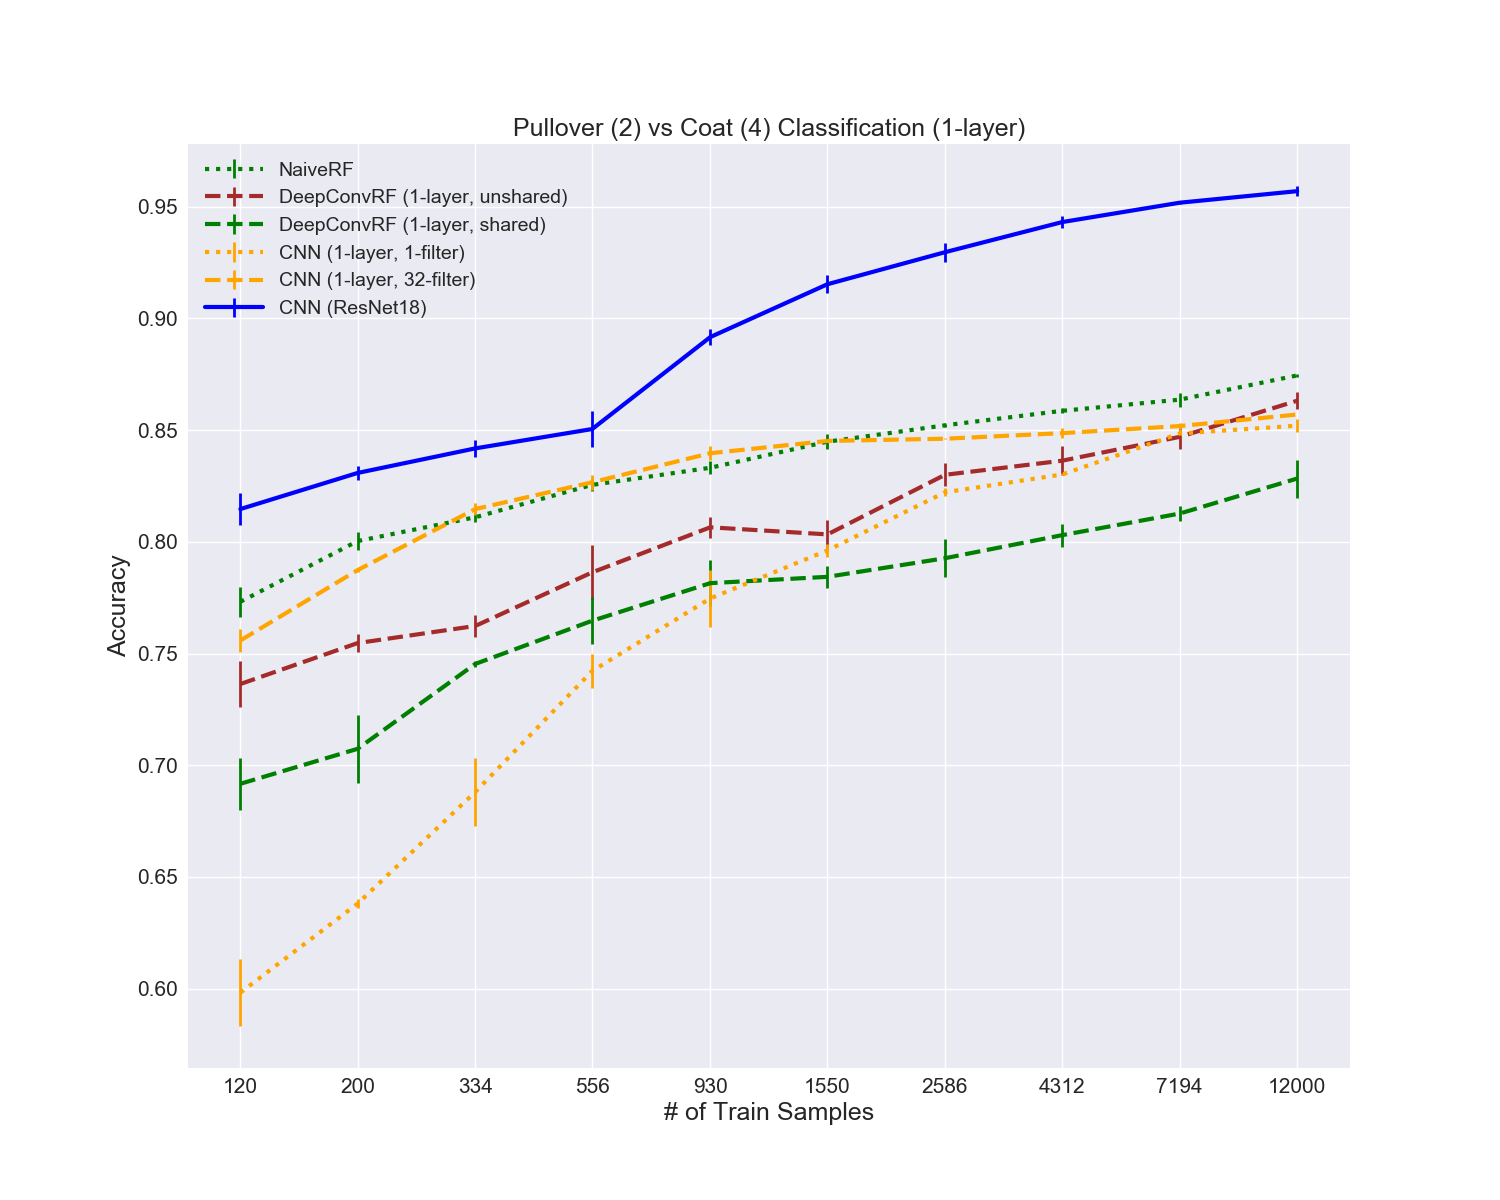 Pullover (2) vs Coat (4) Classification (1-layer)
NaiveRF
DeepConvRF (1-layer, unshared)
DeepConvRF (1-layer, shared)
CNN (1-layer, 1-filter)
CNN (1-layer, 32-filter)
CNN (ResNet18)
0.95
0.90
0.85
0.80
0.75
0.70
0.65
0.60
Accuracy
120 200 334 556 930 1550 2586 4312 7194 12000
# of Train Samples